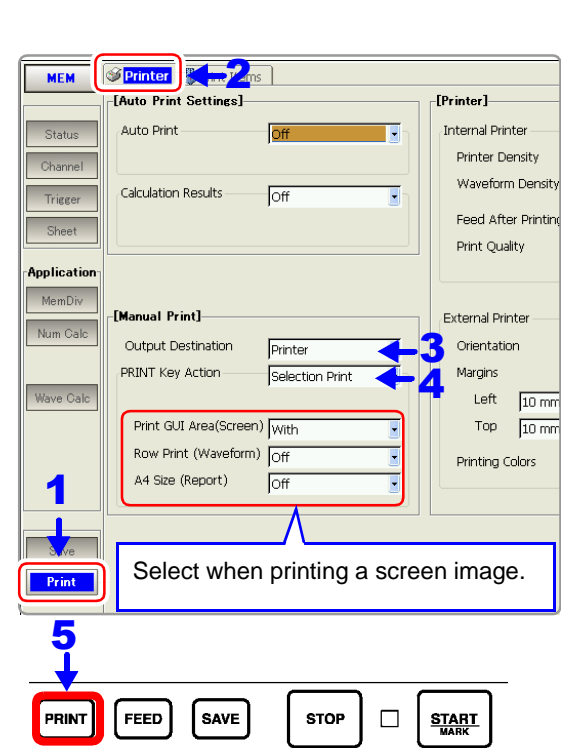 MEM
Printer
2
ms
[Auto Print Settings]
[Printer]
Status
Channel
Trigger
Sheet
Auto Print
Off
Calculation Results
Off
Internal Printer
Printer Density
Waveform Density
Feed After Printing
Print Quality
Application
MemDiv
Num Calc
Wave Calc
[Manual Print]
Output Destination
Printer
3
PRINT Key Action
Selection Print
4
Print GUI Area(Screen)
With
Row Print (Waveform)
Off
A4 Size (Report)
Off
External Printer
Orientation
Margins
Left
10 mm
Top
10 mm
Printing Colors
1
Save
Print
Select when printing a screen image.
5
PRINT
FEED
SAVE
STOP
START
MARK